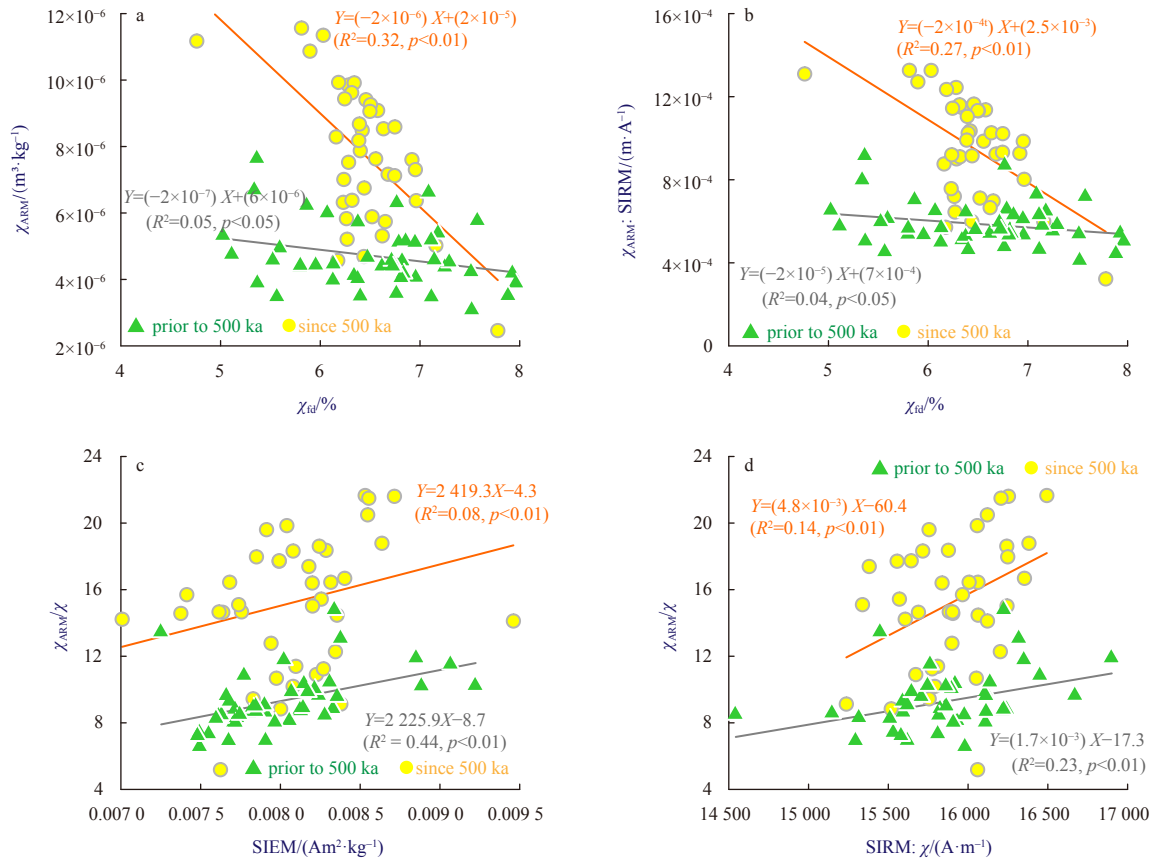 a
12×10⁻⁶
10×10⁻⁶
8×10⁻⁶
6×10⁻⁶
4×10⁻⁶
2×10⁻⁶
χARM/(m³·kg⁻¹)
Y=(−2×10⁻⁶) X+(2×10⁻⁵)
(R²=0.32, p<0.01)
Y=(−2×10⁻⁷) X+(6×10⁻⁶)
(R²=0.05, p<0.05)
prior to 500 ka
since 500 ka
4 5 6 7 8
χfd/%
b
16×10⁻⁴
12×10⁻⁴
8×10⁻⁴
4×10⁻⁴
0
χARM: SIRM/(m·A⁻¹)
Y=(−2×10⁻⁴ᵗ) X+(2.5×10⁻³)
(R²=0.27, p<0.01)
Y=(−2×10⁻⁵) X+(7×10⁻⁴)
(R²=0.04, p<0.05)
prior to 500 ka
since 500 ka
4 5 6 7 8
χfd/%
c
24
20
16
12
8
4
χARM/χ
Y=2 419.3X−4.3
(R²=0.08, p<0.01)
Y=2 225.9X−8.7
(R² = 0.44, p<0.01)
prior to 500 ka
since 500 ka
0.007 0 0.007 5 0.008 0 0.008 5 0.009 0 0.009 5
SIEM/(Am²·kg⁻¹)
d
prior to 500 ka
since 500 ka
24
20
16
12
8
4
χARM/χ
Y=(4.8×10⁻³) X−60.4
(R²=0.14, p<0.01)
Y=(1.7×10⁻³) X−17.3
(R²=0.23, p<0.01)
14 500 15 000 15 500 16 000 16 500 17 000
SIRM: χ/(A·m⁻¹)